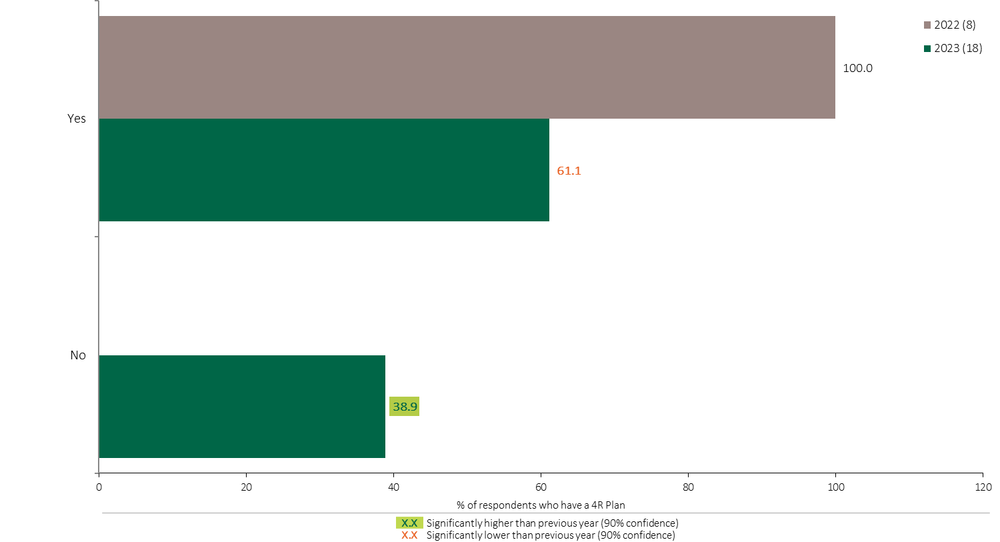 2022 (8)
2023 (18)
100.0
Yes
61.1
No
38.9
0 20 40 60 80 100 120
% of respondents who have a 4R Plan
X.X Significantly higher than previous year (90% confidence)
X.X Significantly lower than previous year (90% confidence)